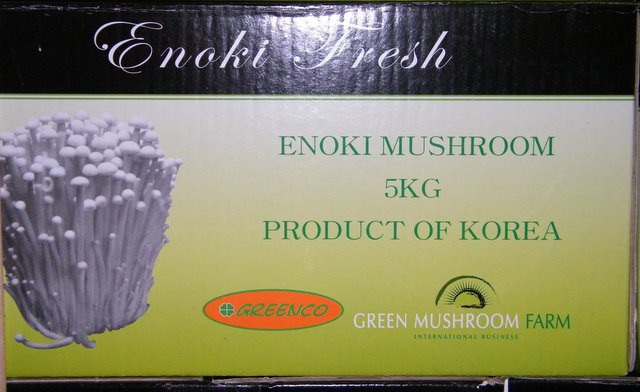 Enoki Fresh
ENOKI MUSHROOM
5KG
PRODUCT OF KOREA
GREENCO
GREEN MUSHROOM FARM
INTERNATIONAL BUSINESS